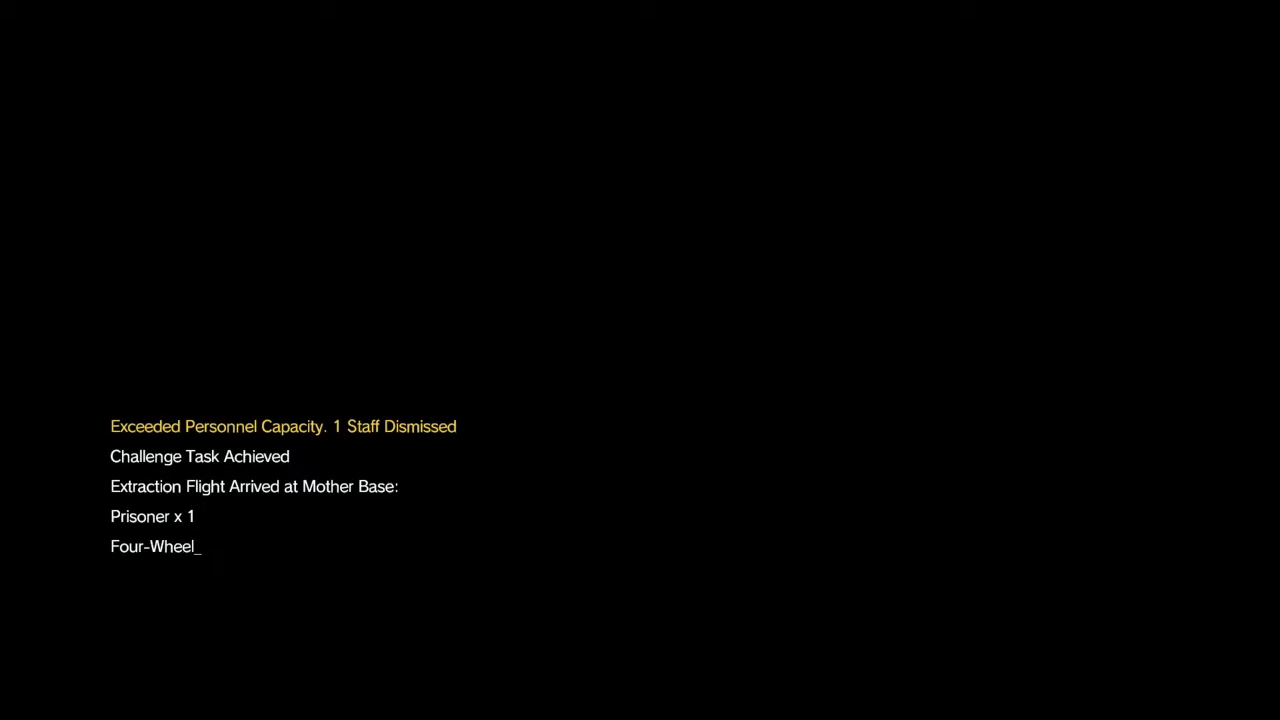 Exceeded Personnel Capacity. 1 Staff Dismissed
Challenge Task Achieved
Extraction Flight Arrived at Mother Base:
Prisoner x 1
Four-Wheel_